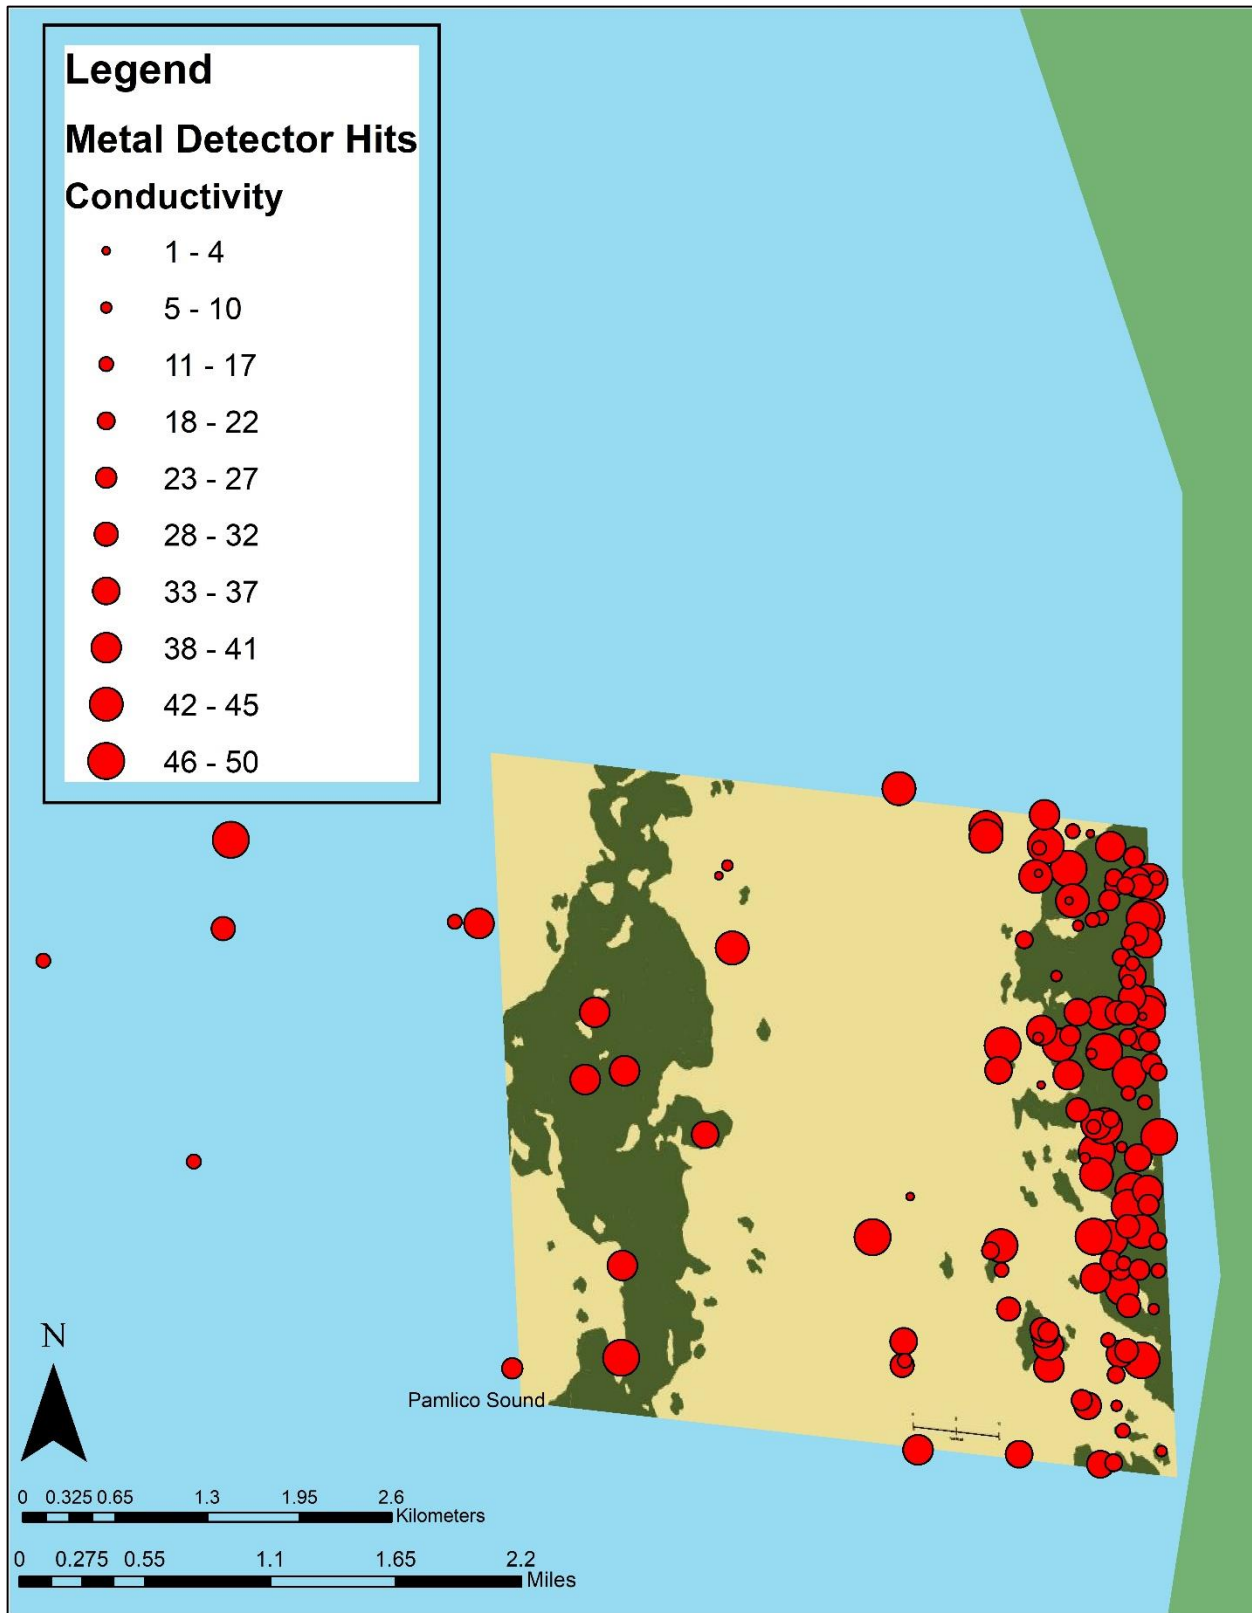 Legend
Metal Detector Hits
Conductivity
1 - 4
5 - 10
11 - 17
18 - 22
23 - 27
28 - 32
33 - 37
38 - 41
42 - 45
46 - 50
N
Pamlico Sound
0 0.325 0.65 1.3 1.95 2.6
Kilometers
0 0.275 0.55 1.1 1.65 2.2
Miles